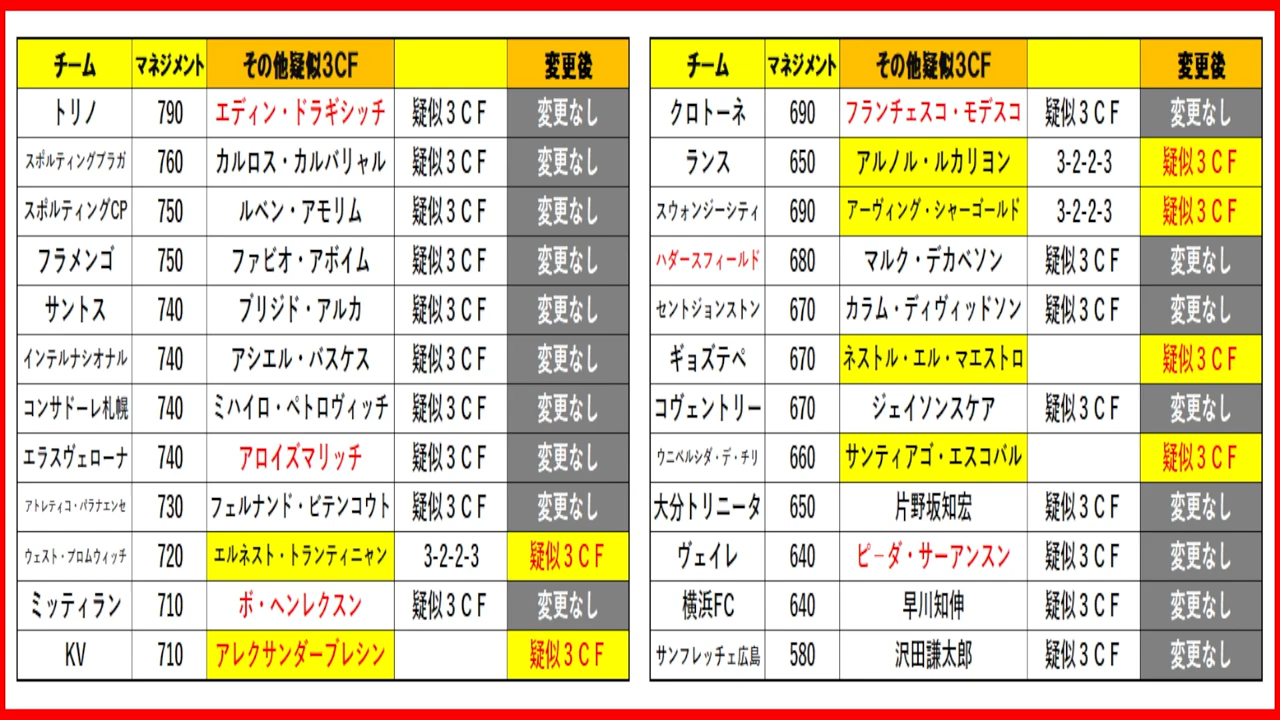 チーム マネジメント その他疑似3CF 変更後
トリノ 790 エディン・ドラギシッチ 疑似３ＣＦ 変更なし
スポルティングブラガ 760 カルロス・カルバリャル 疑似３ＣＦ 変更なし
スポルティングCP 750 ルベン・アモリム 疑似３ＣＦ 変更なし
フラメンゴ 750 ファビオ・アボイム 疑似３ＣＦ 変更なし
サントス 740 ブリジド・アルカ 疑似３ＣＦ 変更なし
インテルナシオナル 740 アシエル・バスケス 疑似３ＣＦ 変更なし
コンサドーレ札幌 740 ミハイロ・ペトロヴィッチ 疑似３ＣＦ 変更なし
エラスヴェローナ 740 アロイズマリッチ 疑似３ＣＦ 変更なし
アトレティコ・パラナエンセ 730 フェルナンド・ビテンコウト 疑似３ＣＦ 変更なし
ウェスト・ブロムウィッチ 720 エルネスト・トランティニャン 3-2-2-3 疑似３ＣＦ
ミッティラン 710 ボ・ヘンレクスン 疑似３ＣＦ 変更なし
KV 710 アレクサンダーブレシン 疑似３ＣＦ
チーム マネジメント その他疑似3CF 変更後
クロトーネ 690 フランチェスコ・モデスコ 疑似３ＣＦ 変更なし
ランス 650 アルノル・ルカリヨン 3-2-2-3 疑似３ＣＦ
スウォンジーシティ 690 アーヴィング・シャーゴールド 3-2-2-3 疑似３ＣＦ
ハダースフィールド 680 マルク・デカベソン 疑似３ＣＦ 変更なし
セントジョンストン 670 カラム・ディヴィッドソン 疑似３ＣＦ 変更なし
ギョズテペ 670 ネストル・エル・マエストロ 疑似３ＣＦ
コヴェントリー 670 ジェイソンスケア 疑似３ＣＦ 変更なし
ウニベルシダ・デ・チリ 660 サンティアゴ・エスコバル 疑似３ＣＦ
大分トリニータ 650 片野坂知宏 疑似３ＣＦ 変更なし
ヴェイレ 640 ピーダ・サーアンスン 疑似３ＣＦ 変更なし
横浜FC 640 早川知伸 疑似３ＣＦ 変更なし
サンフレッチェ広島 580 沢田謙太郎 疑似３ＣＦ 変更なし